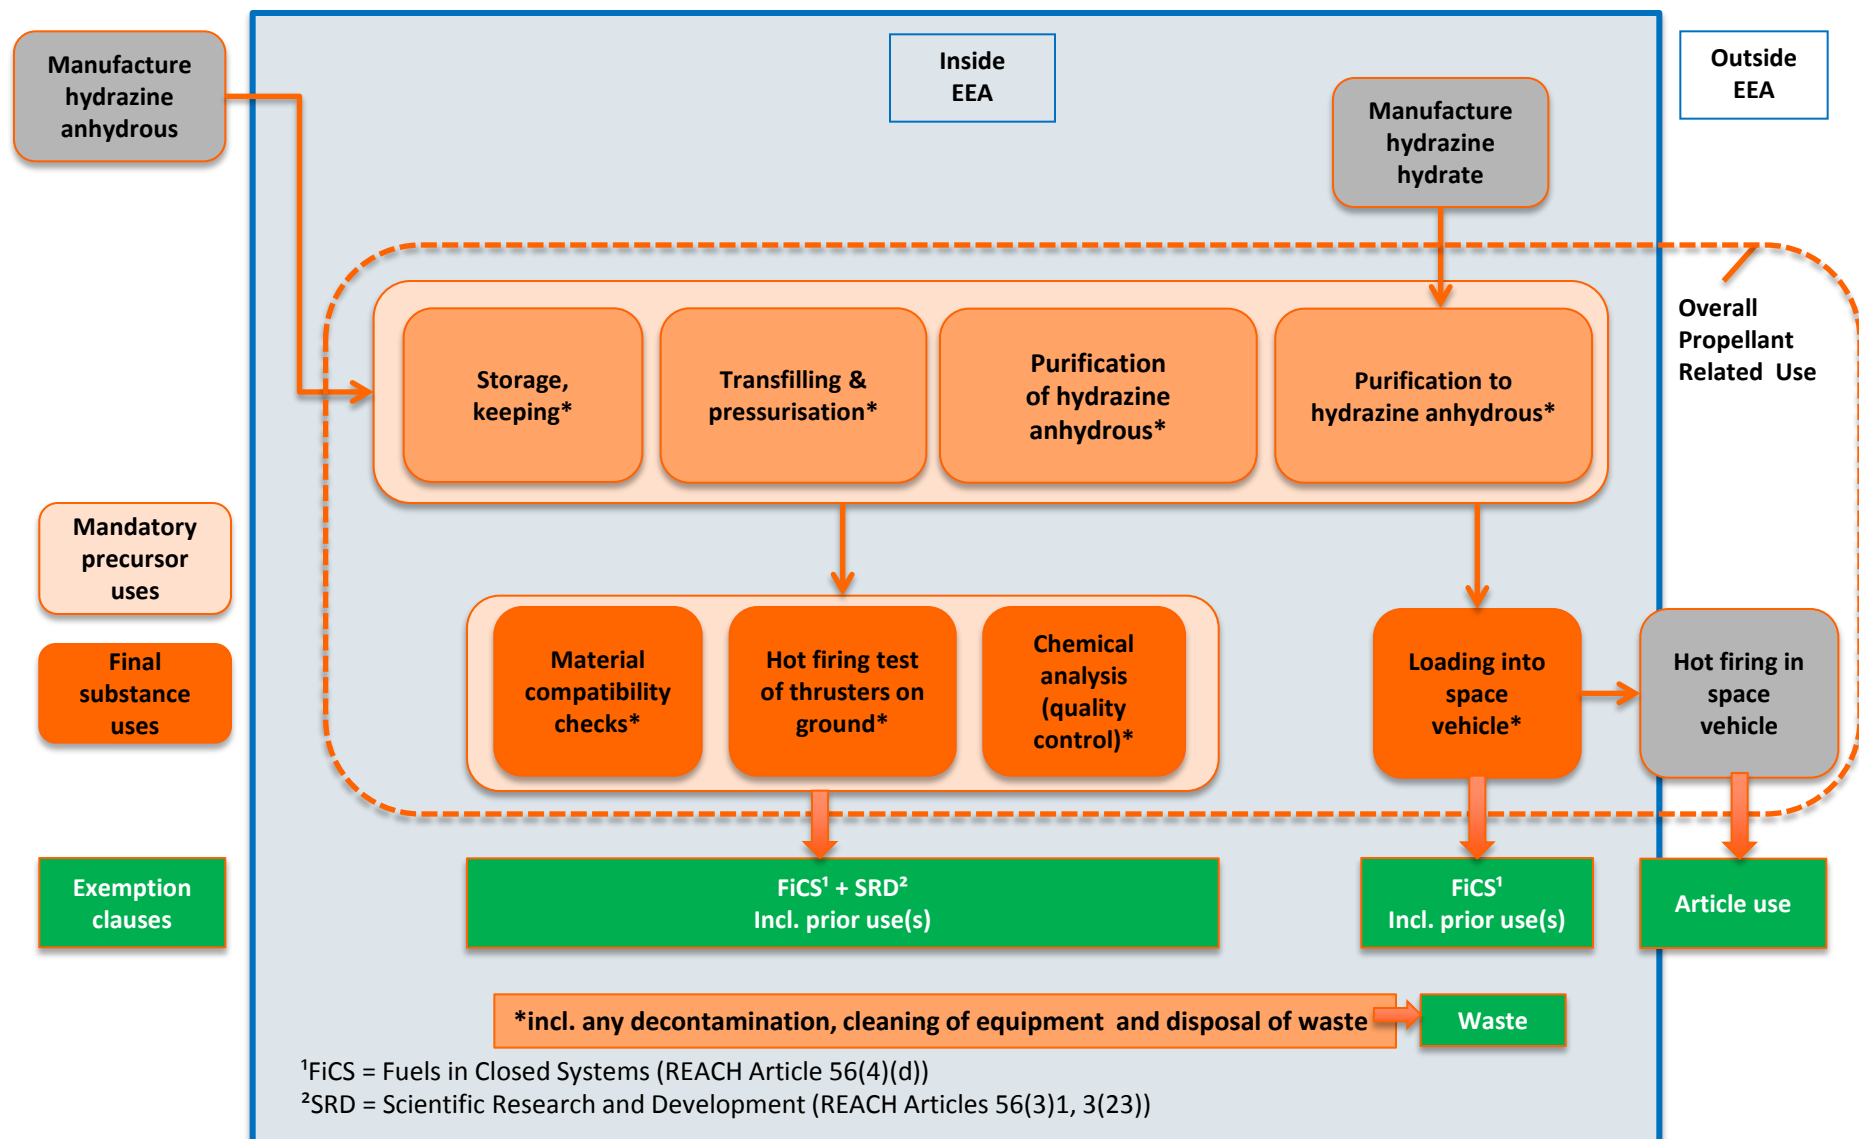 Manufacture
hydrazine
anhydrous
Inside
EEA
Outside
EEA
Manufacture
hydrazine
hydrate
Overall
Propellant
Related Use
Storage,
keeping*
Transfilling &
pressurisation*
Purification
of hydrazine
anhydrous*
Purification to
hydrazine anhydrous*
Mandatory
precursor
uses
Final
substance
uses
Material
compatibility
checks*
Hot firing test
of thrusters on
ground*
Chemical
analysis
(quality
control)*
Loading into
space
vehicle*
Hot firing in
space
vehicle
Exemption
clauses
FiCS¹ + SRD²
Incl. prior use(s)
FiCS¹
Incl. prior use(s)
Article use
*incl. any decontamination, cleaning of equipment and disposal of waste
Waste
¹FiCS = Fuels in Closed Systems (REACH Article 56(4)(d))
²SRD = Scientific Research and Development (REACH Articles 56(3)1, 3(23))